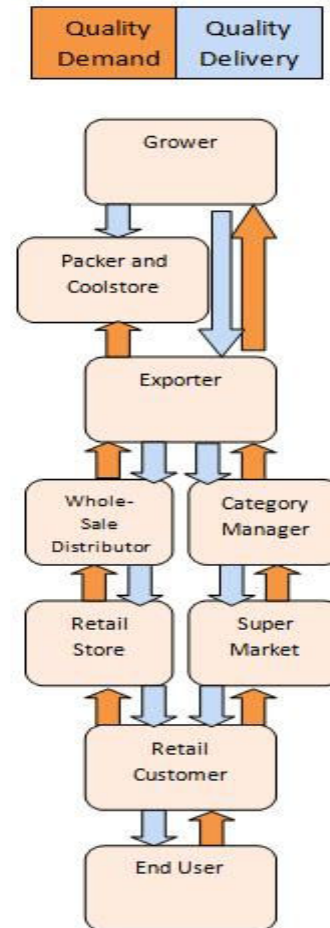 Quality
Demand
Quality
Delivery
Grower
Packer and
Coolstore
Exporter
Whole-
Sale
Distributor
Category
Manager
Retail
Store
Super
Market
Retail
Customer
End User